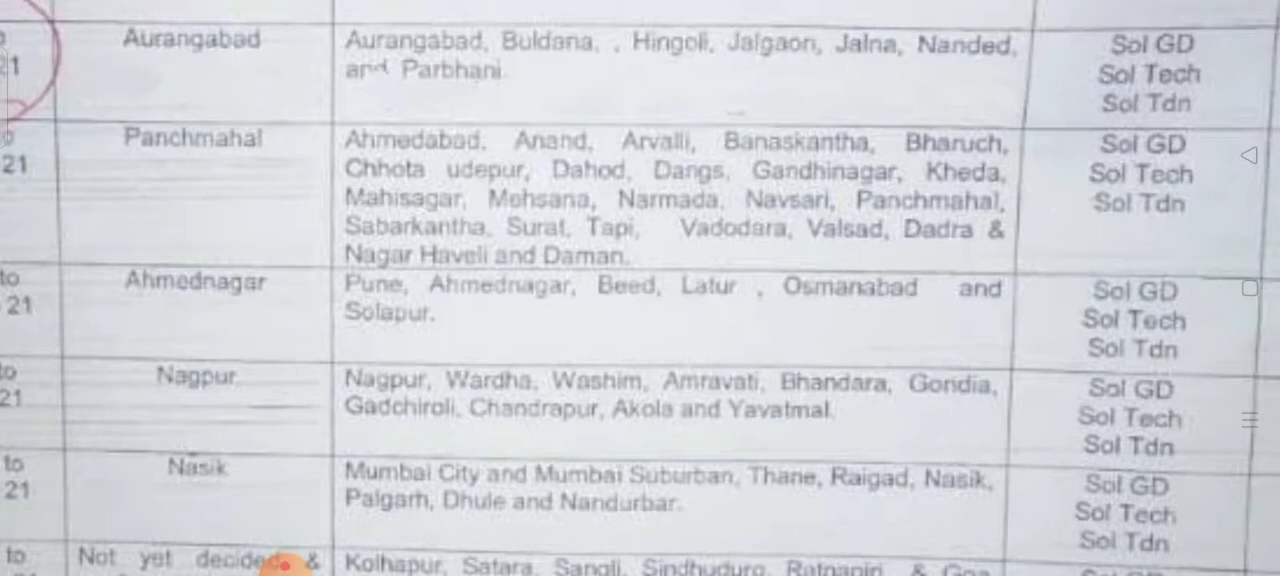 21
Aurangabad
Aurangabad, Buldana, , Hingoli, Jalgaon, Jalna, Nanded,
and Parbhani.
Sol GD
Sol Tech
Sol Tdn
21
Panchmahal
Ahmedabad, Anand, Arvalli, Banaskantha, Bharuch,
Chhota udepur, Dahod, Dangs, Gandhinagar, Kheda,
Mahisagar, Mehsana, Narmada, Navsari, Panchmahal,
Sabarkantha, Surat, Tapi, Vadodara, Valsad, Dadra &
Nagar Haveli and Daman.
Sol GD
Sol Tech
Sol Tdn
to
21
Ahmednagar
Pune, Ahmednagar, Beed, Latur , Osmanabad and
Solapur.
Sol GD
Sol Tech
Sol Tdn
to
21
Nagpur
Nagpur, Wardha, Washim, Amravati, Bhandara, Gondia,
Gadchiroli, Chandrapur, Akola and Yavatmal.
Sol GD
Sol Tech
Sol Tdn
to
21
Nasik
Mumbai City and Mumbai Suburban, Thane, Raigad, Nasik,
Palgarh, Dhule and Nandurbar.
Sol GD
Sol Tech
Sol Tdn
to
Not yet decided &
Kolhapur, Satara, Sangli, Sindhudurg, Ratnagiri & Goa
Sol GD